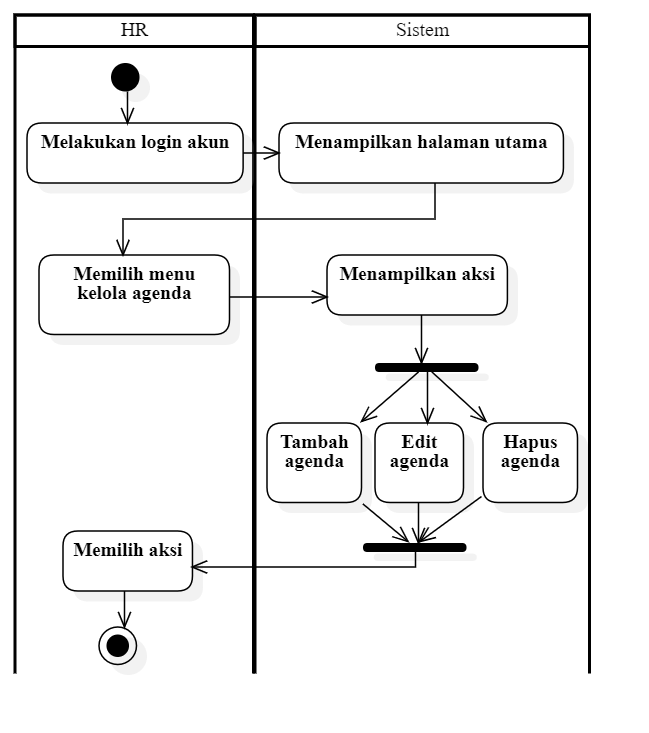 HR
Sistem
Melakukan login akun
Menampilkan halaman utama
Memilih menu
kelola agenda
Menampilkan aksi
Tambah
agenda
Edit
agenda
Hapus
agenda
Memilih aksi